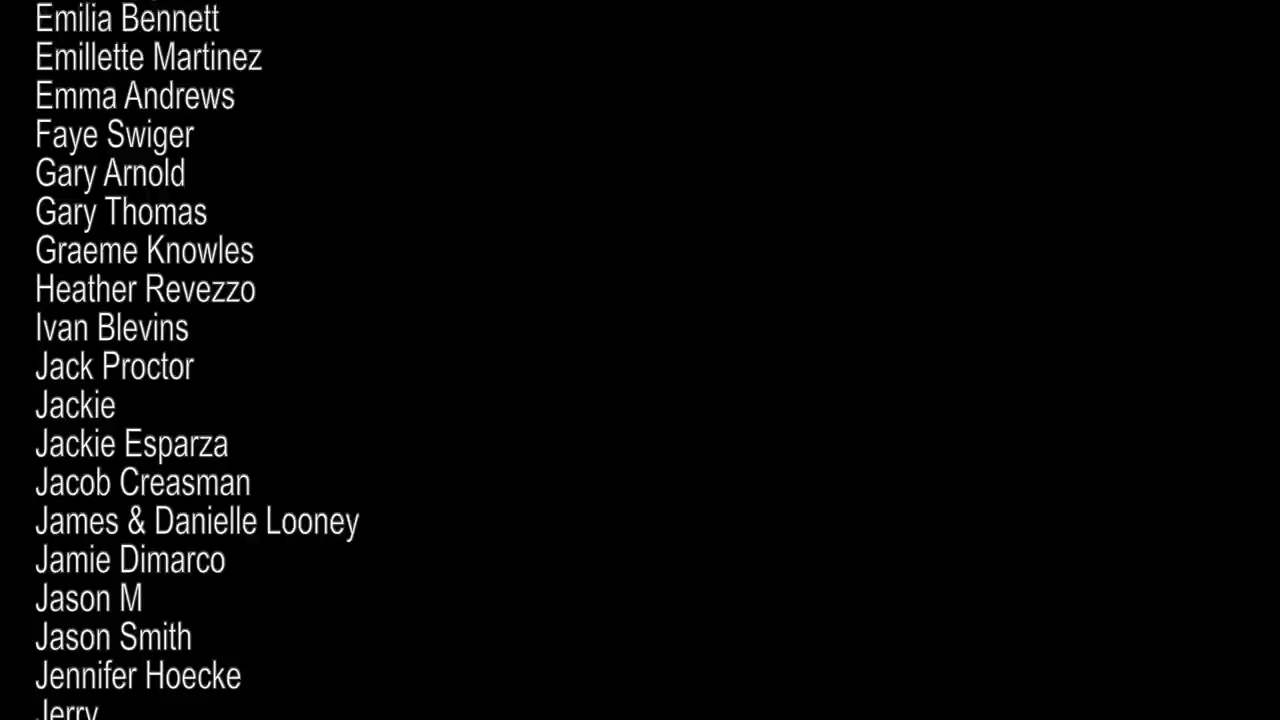 Emilia Bennett
Emillette Martinez
Emma Andrews
Faye Swiger
Gary Arnold
Gary Thomas
Graeme Knowles
Heather Revezzo
Ivan Blevins
Jack Proctor
Jackie
Jackie Esparza
Jacob Creasman
James & Danielle Looney
Jamie Dimarco
Jason M
Jason Smith
Jennifer Hoecke
Jerry